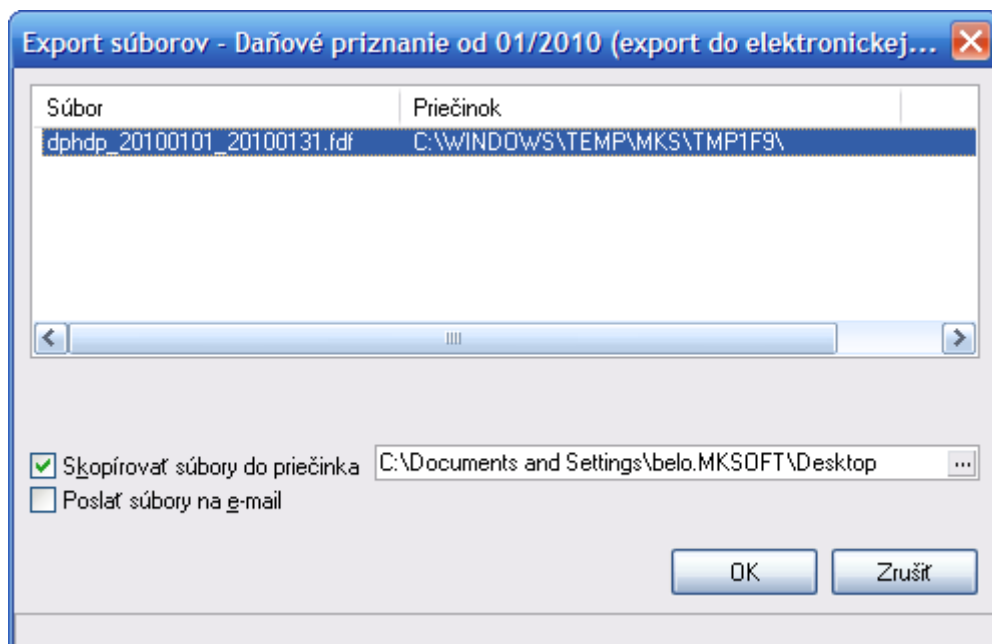 Export súborov - Daňové priznanie od 01/2010 (export do elektronickej...
Súbor Priečinok
dphdp_20100101_20100131.fdf C:\WINDOWS\TEMP\MKS\TMP1F9\
Skopírovať súbory do priečinka C:\Documents and Settings\belo.MKSOFT\Desktop ...
Poslať súbory na e-mail
OK Zrušiť